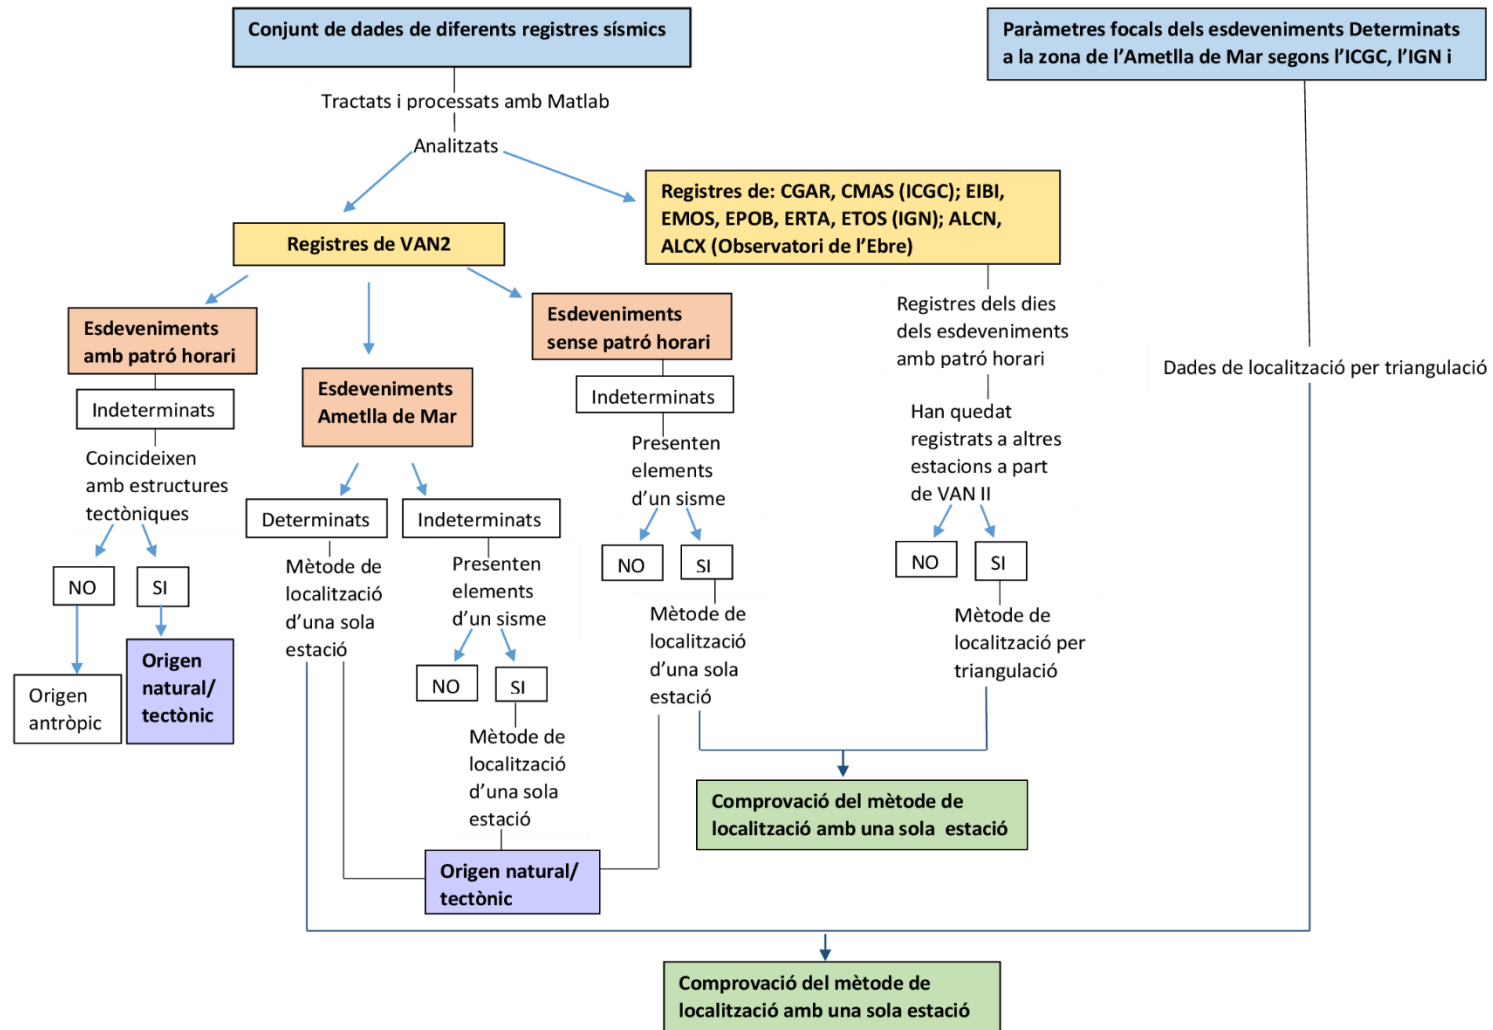 Conjunt de dades de diferents registres sísmics
Paràmetres focals dels esdeveniments Determinats
a la zona de l'Ametlla de Mar segons l'ICGC, l'IGN i
Tractats i processats amb Matlab
Analitzats
Registres de: CGAR, CMAS (ICGC); EIBI,
EMOS, EPOB, ERTA, ETOS (IGN); ALCN,
ALCX (Observatori de l'Ebre)
Registres de VAN2
Esdeveniments
amb patró horari
Indeterminats
Coincideixen
amb estructures
tectòniques
NO
SI
Origen
antròpic
Origen
natural/
tectònic
Esdeveniments
Ametlla de Mar
Determinats
Mètode de
localització
d'una sola
estació
Indeterminats
Presenten
elements
d'un sisme
NO
SI
Mètode de
localització
d'una sola
estació
Origen natural/
tectònic
Esdeveniments
sense patró horari
Indeterminats
Presenten
elements
d'un sisme
NO
SI
Mètode de
localització
d'una sola
estació
Registres dels dies
dels esdeveniments
amb patró horari
Han quedat
registrats a altres
estacions a part
de VAN II
NO
SI
Mètode de
localització per
triangulació
Dades de localització per triangulació
Comprovació del mètode de
localització amb una sola  estació
Comprovació del mètode de
localització amb una sola estació